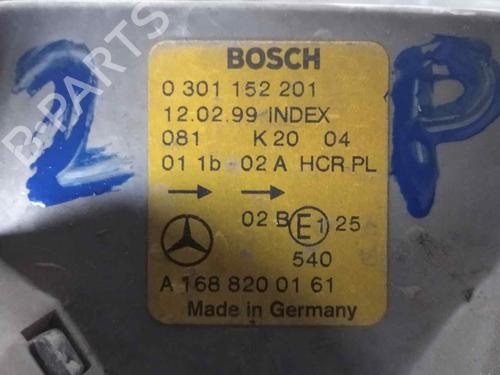 BOSCH
0 301 152 201
12.02.99 INDEX
081 K 20 04
01 1b 02 A HCR PL
02 B E1 25
540
A 168 820 01 61
Made in Germany
2 P
B-PARTS